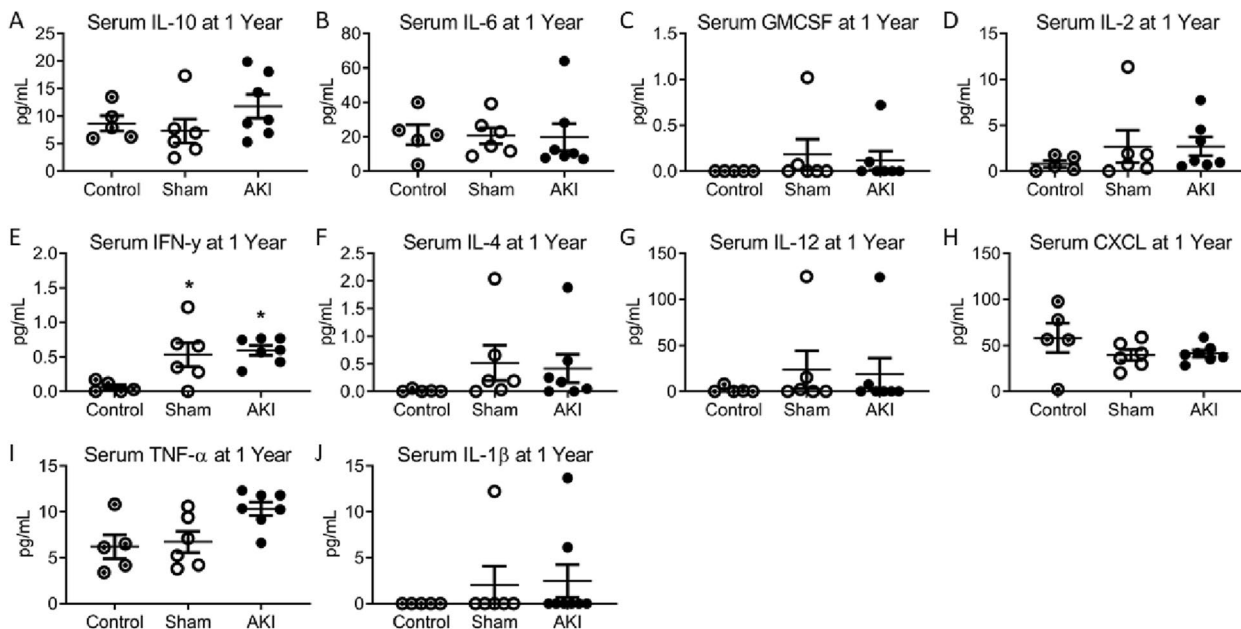 A Serum IL-10 at 1 Year
pg/mL
25
20
15
10
5
0
Control Sham AKI
B Serum IL-6 at 1 Year
pg/mL
80
60
40
20
0
Control Sham AKI
C Serum GMCSF at 1 Year
pg/mL
1.5
1.0
0.5
0.0
Control Sham AKI
D Serum IL-2 at 1 Year
pg/mL
15
10
5
0
Control Sham AKI
E Serum IFN-y at 1 Year
pg/mL
2.0
1.5
1.0
0.5
0.0
* *
Control Sham AKI
F Serum IL-4 at 1 Year
pg/mL
2.5
2.0
1.5
1.0
0.5
0.0
Control Sham AKI
G Serum IL-12 at 1 Year
pg/mL
150
100
50
0
Control Sham AKI
H Serum CXCL at 1 Year
pg/mL
150
100
50
0
Control Sham AKI
I Serum TNF-α at 1 Year
pg/mL
15
10
5
0
Control Sham AKI
J Serum IL-1β at 1 Year
pg/mL
15
10
5
0
Control Sham AKI